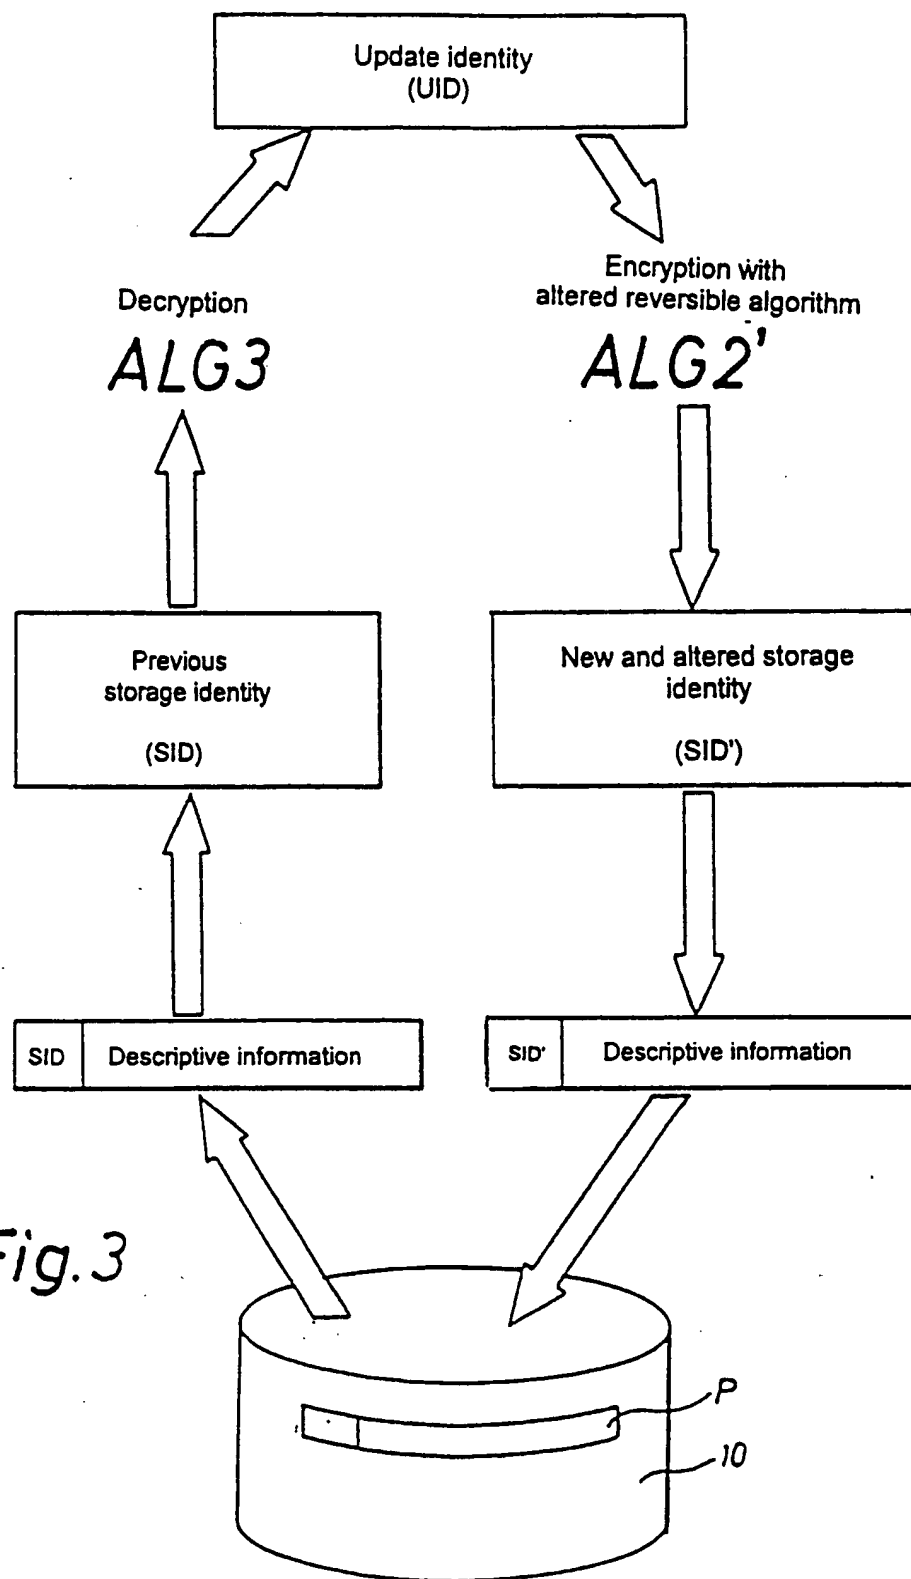 Update identity
(UID)
Decryption
ALG3
Encryption with
altered reversible algorithm
ALG2'
Previous
storage identity
(SID)
New and altered storage
identity
(SID')
SID Descriptive information
SID' Descriptive information
Fig.3
P
10